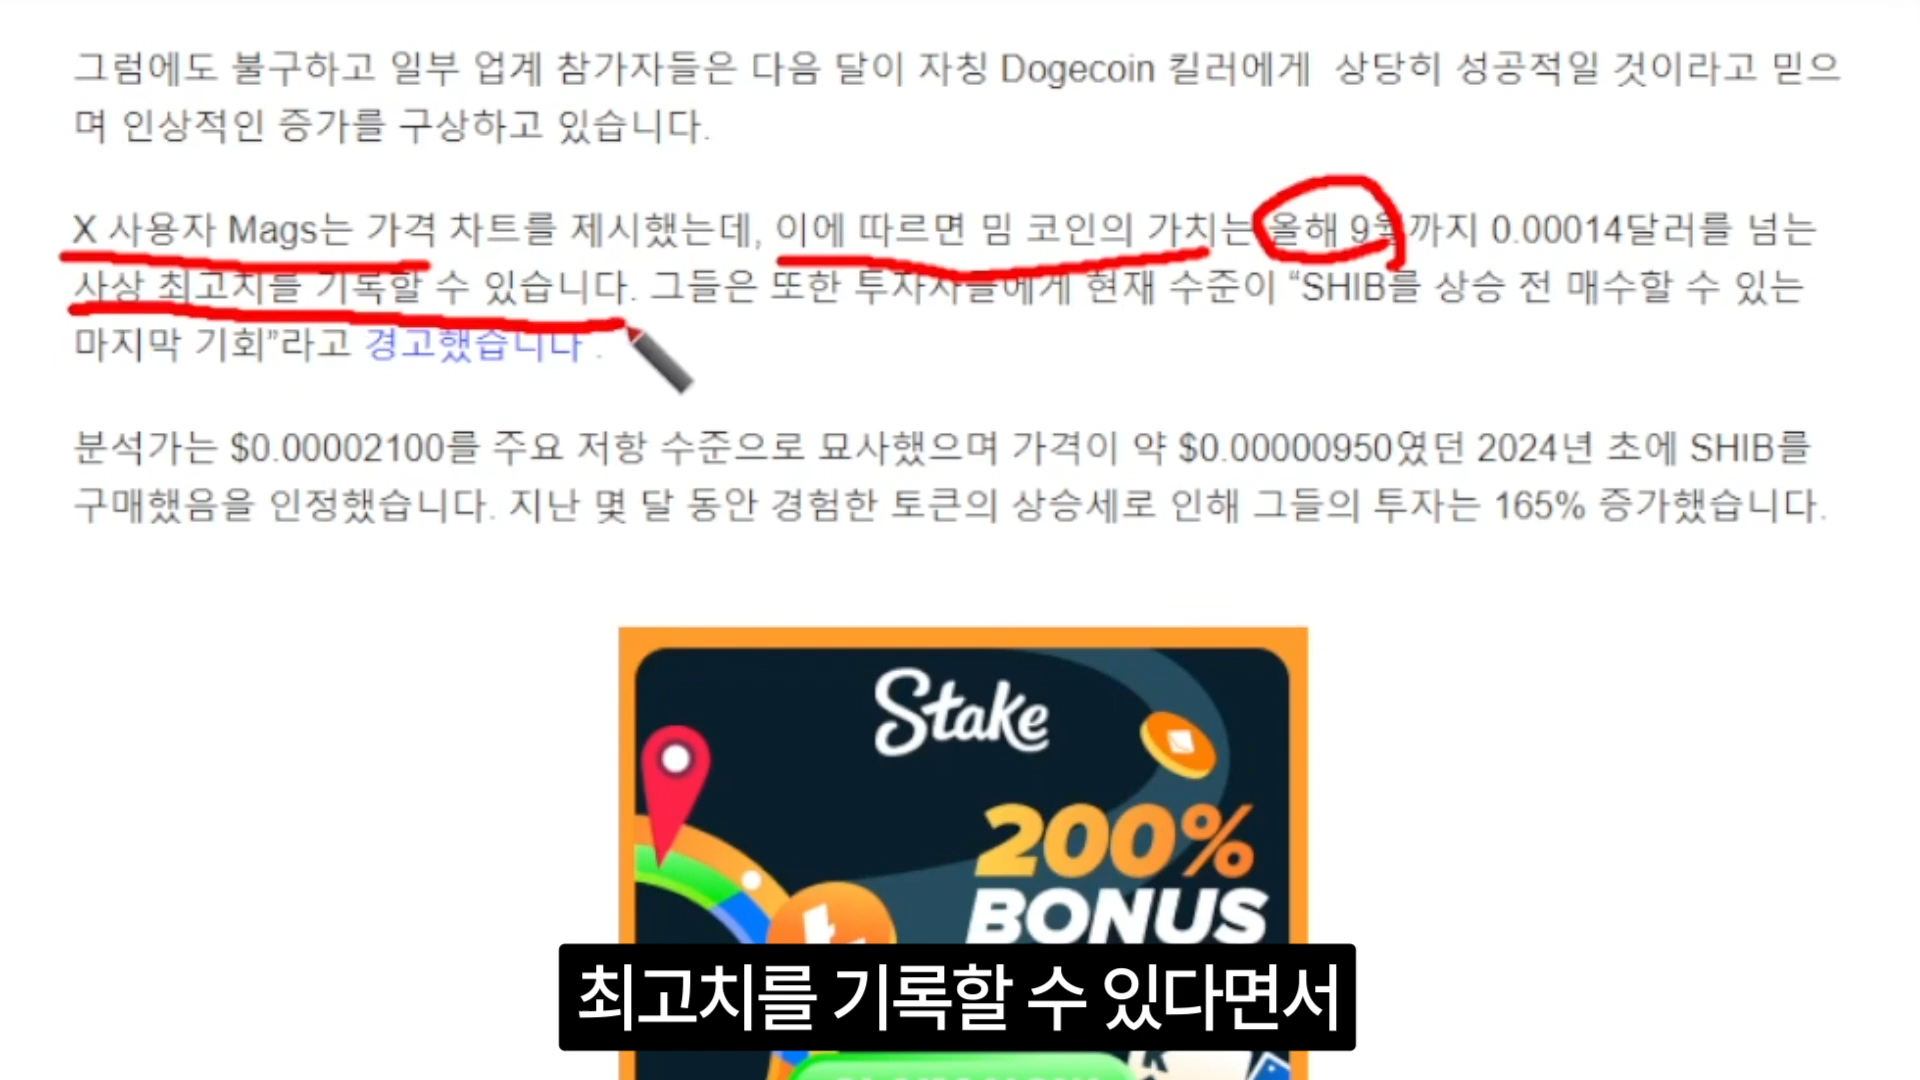 그럼에도 불구하고 일부 업계 참가자들은 다음 달이 자칭 Dogecoin 킬러에게 상당히 성공적일 것이라고 믿으
며 인상적인 증가를 구상하고 있습니다.
X 사용자 Mags는 가격 차트를 제시했는데, 이에 따르면 밈 코인의 가치는 올해 9월까지 0.00014달러를 넘는
사상 최고치를 기록할 수 있습니다. 그들은 또한 투자자들에게 현재 수준이 “SHIB를 상승 전 매수할 수 있는
마지막 기회”라고 경고했습니다 .
분석가는 $0.00002100를 주요 저항 수준으로 묘사했으며 가격이 약 $0.00000950였던 2024년 초에 SHIB를
구매했음을 인정했습니다. 지난 몇 달 동안 경험한 토큰의 상승세로 인해 그들의 투자는 165% 증가했습니다.
Stake
200%
BONUS
최고치를 기록할 수 있다면서